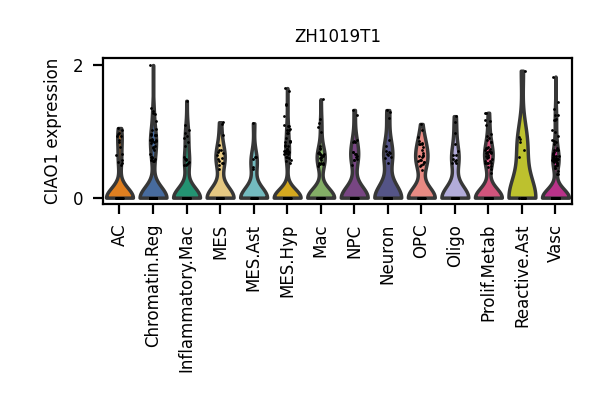 ZH1019T1
CIAO1 expression
2
0
AC
Chromatin.Reg
Inflammatory.Mac
MES
MES.Ast
MES.Hyp
Mac
NPC
Neuron
OPC
Oligo
Prolif.Metab
Reactive.Ast
Vasc